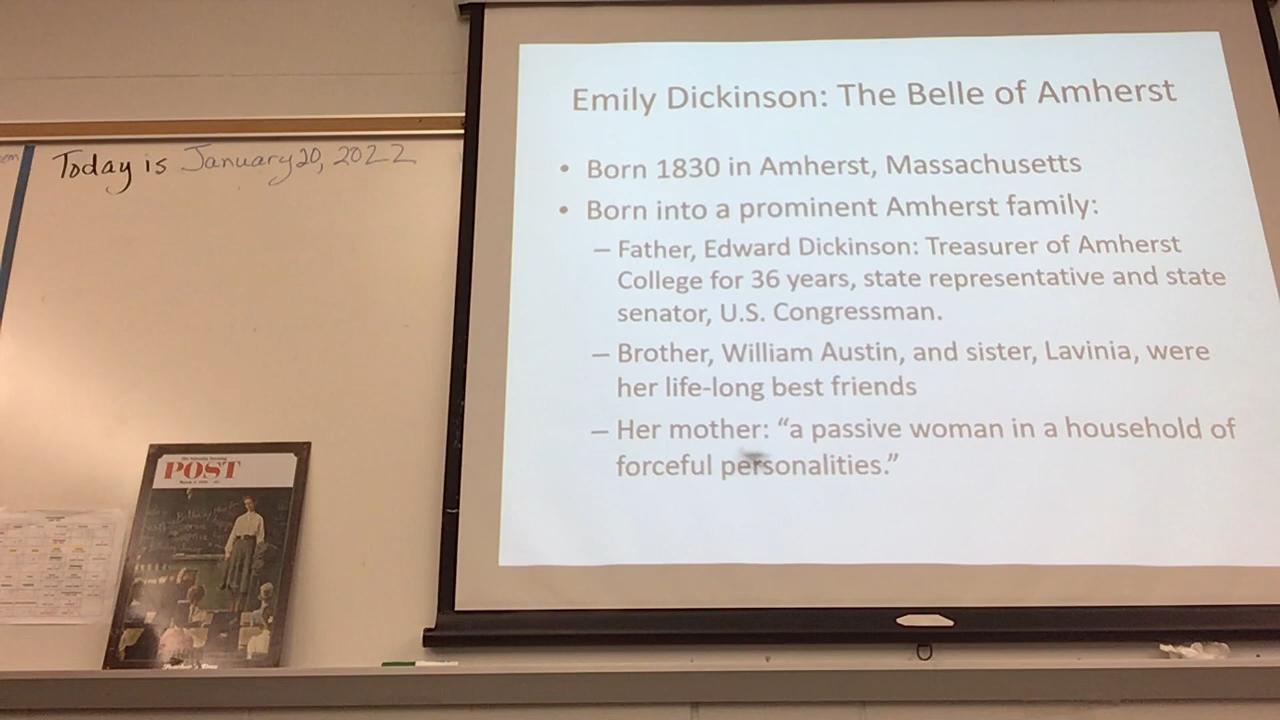 Today is January 20, 2022
Emily Dickinson: The Belle of Amherst
• Born 1830 in Amherst, Massachusetts
• Born into a prominent Amherst family:
– Father, Edward Dickinson: Treasurer of Amherst
College for 36 years, state representative and state
senator, U.S. Congressman.
– Brother, William Austin, and sister, Lavinia, were
her life-long best friends
– Her mother: “a passive woman in a household of
forceful personalities.”
The Saturday Evening
POST